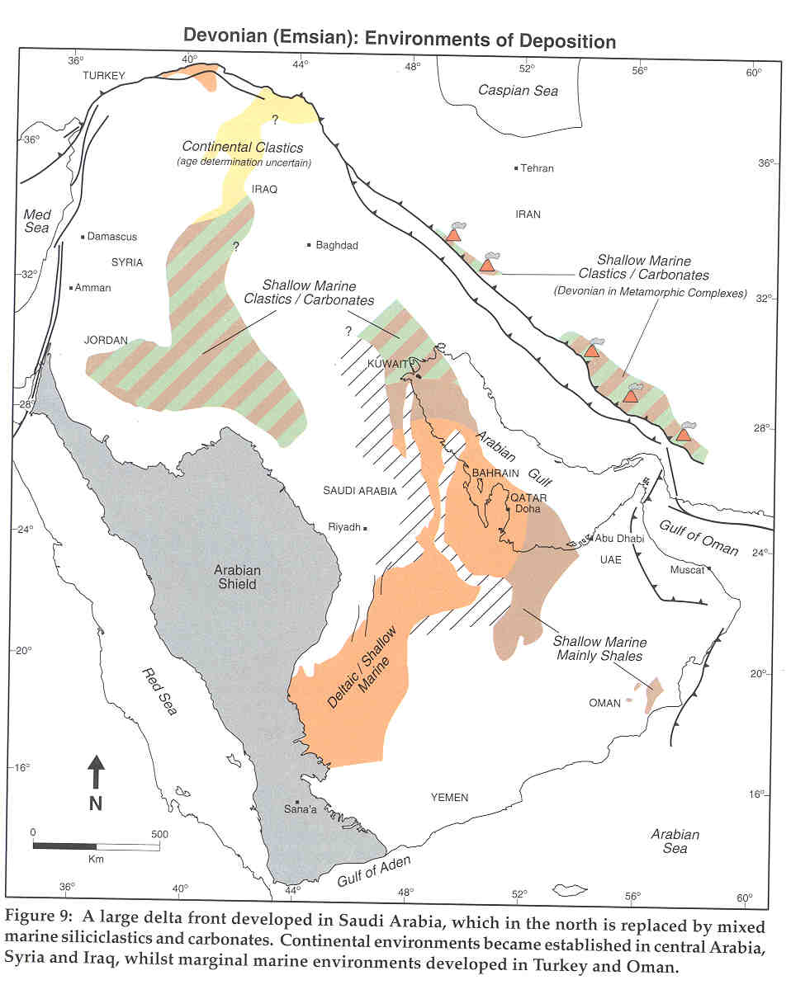 Devonian (Emsian): Environments of Deposition
36°
40°
44°
48°
52°
56°
60°
TURKEY
Caspian Sea
?
36°
Continental Clastics
(age determination uncertain)
36°
Tehran
IRAQ
IRAN
Med
Sea
Damascus
?
Baghdad
SYRIA
Shallow Marine
Clastics / Carbonates
(Devonian in Metamorphic Complexes)
32°
Amman
Shallow Marine
Clastics / Carbonates
32°
?
JORDAN
KUWAIT
28°
28°
Arabian
Gulf
BAHRAIN
SAUDI ARABIA
QATAR
Doha
24°
Riyadh
Gulf of Oman
Abu Dhabi
24°
UAE
Arabian
Shield
Muscat
Shallow Marine
Mainly Shales
20°
Deltaic / Shallow
Marine
20°
Red Sea
OMAN
16°
N
YEMEN
16°
Sana'a
0
500
Km
Arabian
Sea
Gulf of Aden
36°
40°
44°
48°
52°
56°
60°
Figure 9: A large delta front developed in Saudi Arabia, which in the north is replaced by mixed
marine siliciclastics and carbonates. Continental environments became established in central Arabia,
Syria and Iraq, whilst marginal marine environments developed in Turkey and Oman.